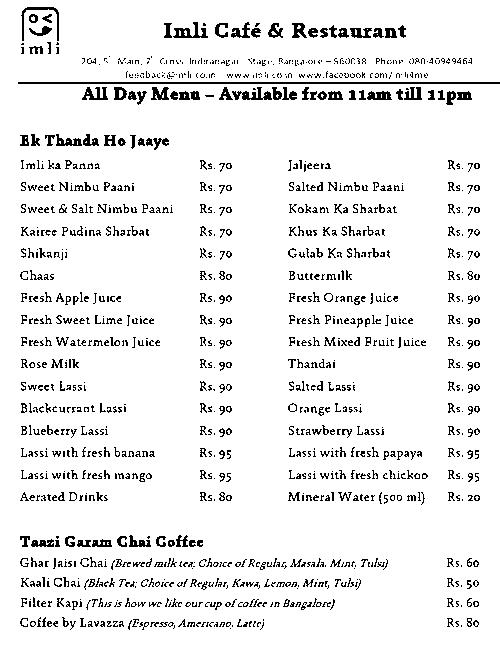 imli
Imli Café & Restaurant
204, 5th Main, 7th Cross, Indiranagar Stage, Bangalore – 560038 Phone: 080-40949464
feedback@imli.co.in www.imli.co.in www.facebook.com/imli4me
All Day Menu – Available from 11am till 11pm
Ek Thanda Ho Jaaye
Imli ka Panna Rs. 70 Jaljeera Rs. 70
Sweet Nimbu Paani Rs. 70 Salted Nimbu Paani Rs. 70
Sweet & Salt Nimbu Paani Rs. 70 Kokam Ka Sharbat Rs. 70
Kairee Pudina Sharbat Rs. 70 Khus Ka Sharbat Rs. 70
Shikanji Rs. 70 Gulab Ka Sharbat Rs. 70
Chaas Rs. 80 Buttermilk Rs. 80
Fresh Apple Juice Rs. 90 Fresh Orange Juice Rs. 90
Fresh Sweet Lime Juice Rs. 90 Fresh Pineapple Juice Rs. 90
Fresh Watermelon Juice Rs. 90 Fresh Mixed Fruit Juice Rs. 90
Rose Milk Rs. 90 Thandai Rs. 90
Sweet Lassi Rs. 90 Salted Lassi Rs. 90
Blackcurrant Lassi Rs. 90 Orange Lassi Rs. 90
Blueberry Lassi Rs. 90 Strawberry Lassi Rs. 90
Lassi with fresh banana Rs. 95 Lassi with fresh papaya Rs. 95
Lassi with fresh mango Rs. 95 Lassi with fresh chickoo Rs. 95
Aerated Drinks Rs. 80 Mineral Water (500 ml) Rs. 20
Taazi Garam Chai Coffee
Ghar Jaisi Chai (Brewed milk tea; Choice of Regular, Masala, Mint, Tulsi) Rs. 60
Kaali Chai (Black Tea; Choice of Regular, Kawa, Lemon, Mint, Tulsi) Rs. 50
Filter Kapi (This is how we like our cup of coffee in Bangalore) Rs. 60
Coffee by Lavazza (Espresso, Americano, Latte) Rs. 80